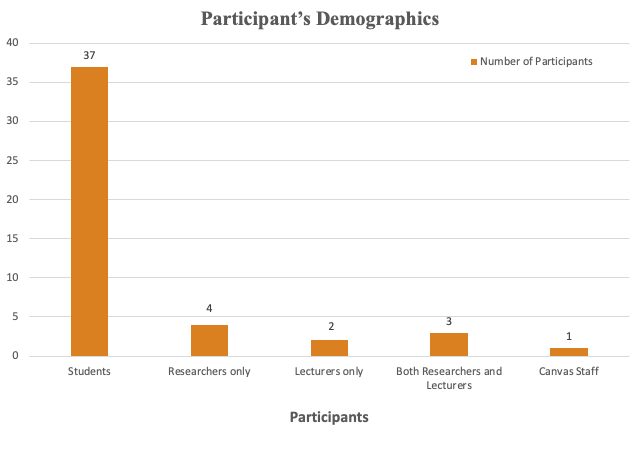 Participant’s Demographics
40
35
30
25
20
15
10
5
0
Number of Participants
37
4
2
3
1
Students
Researchers only
Lecturers only
Both Researchers and
Lecturers
Canvas Staff
Participants